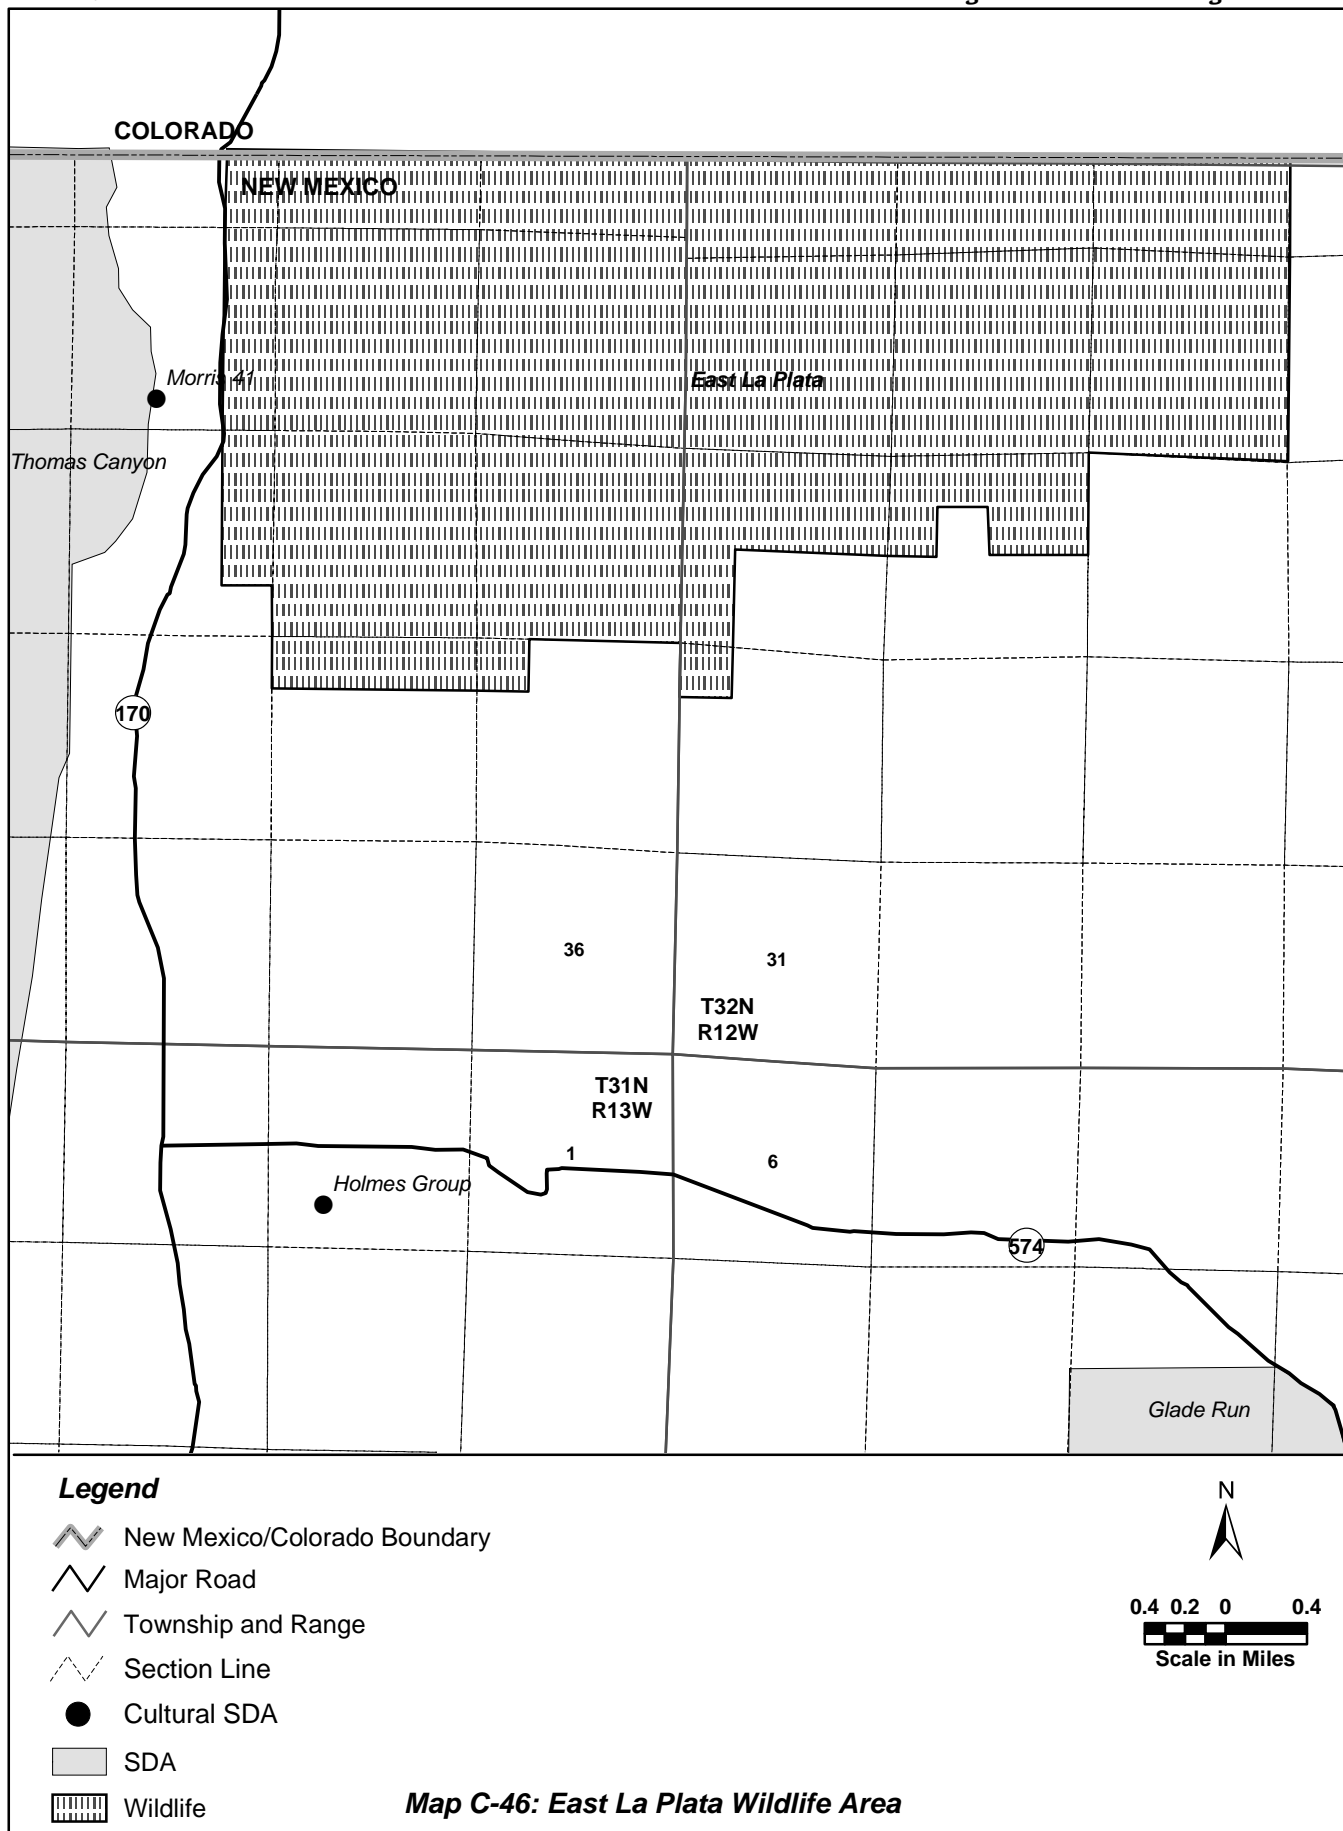 COLORADO
NEW MEXICO
Morris 41
East La Plata
Thomas Canyon
170
36
31
T32N
R12W
T31N
R13W
1
6
Holmes Group
574
Glade Run
Legend
New Mexico/Colorado Boundary
Major Road
Township and Range
Section Line
Cultural SDA
SDA
Wildlife
N
0.4 0.2 0 0.4
Scale in Miles
Map C-46: East La Plata Wildlife Area